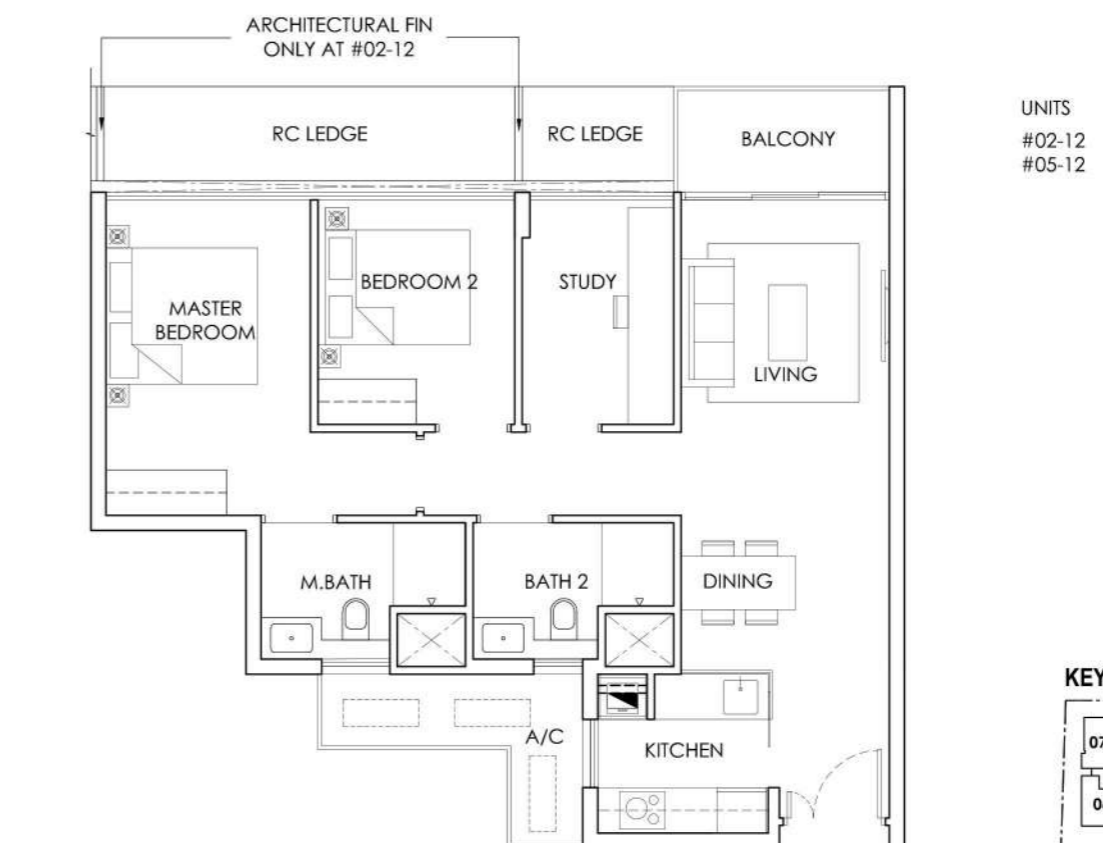 ARCHITECTURAL FIN
ONLY AT #02-12
RC LEDGE
RC LEDGE
BALCONY
UNITS
#02-12
#05-12
MASTER
BEDROOM
BEDROOM 2
STUDY
LIVING
M.BATH
BATH 2
DINING
A/C
KITCHEN
KEY
07